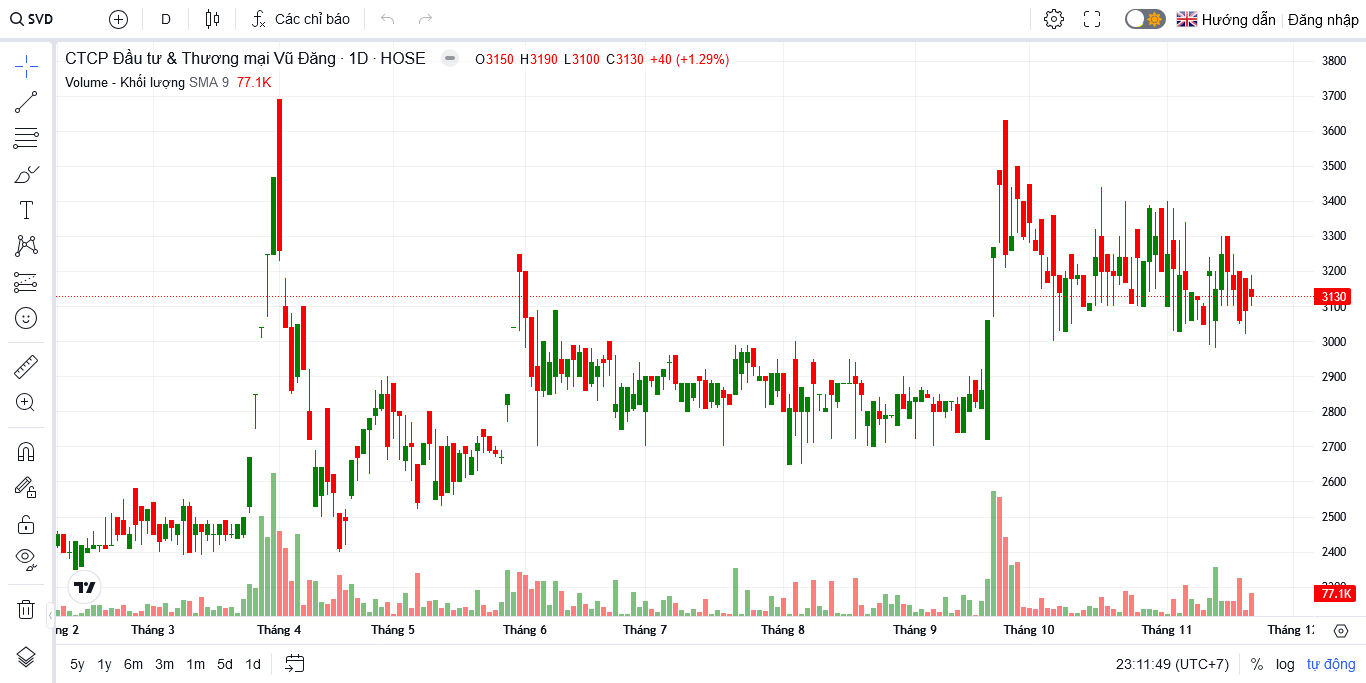 SVD D Các chỉ báo Hướng dẫn Đăng nhập
CTCP Đầu tư & Thương mại Vũ Đăng · 1D · HOSE O3150 H3190 L3100 C3130 +40 (+1.29%)
Volume - Khối lượng SMA 9 77.1K
3800
3700
3600
3500
3400
3300
3200
3130
3100
3000
2900
2800
2700
2600
2500
2400
77.1K
ng 2 Tháng 3 Tháng 4 Tháng 5 Tháng 6 Tháng 7 Tháng 8 Tháng 9 Tháng 10 Tháng 11 Tháng 1
5y 1y 6m 3m 1m 5d 1d 23:11:49 (UTC+7) % log tự động